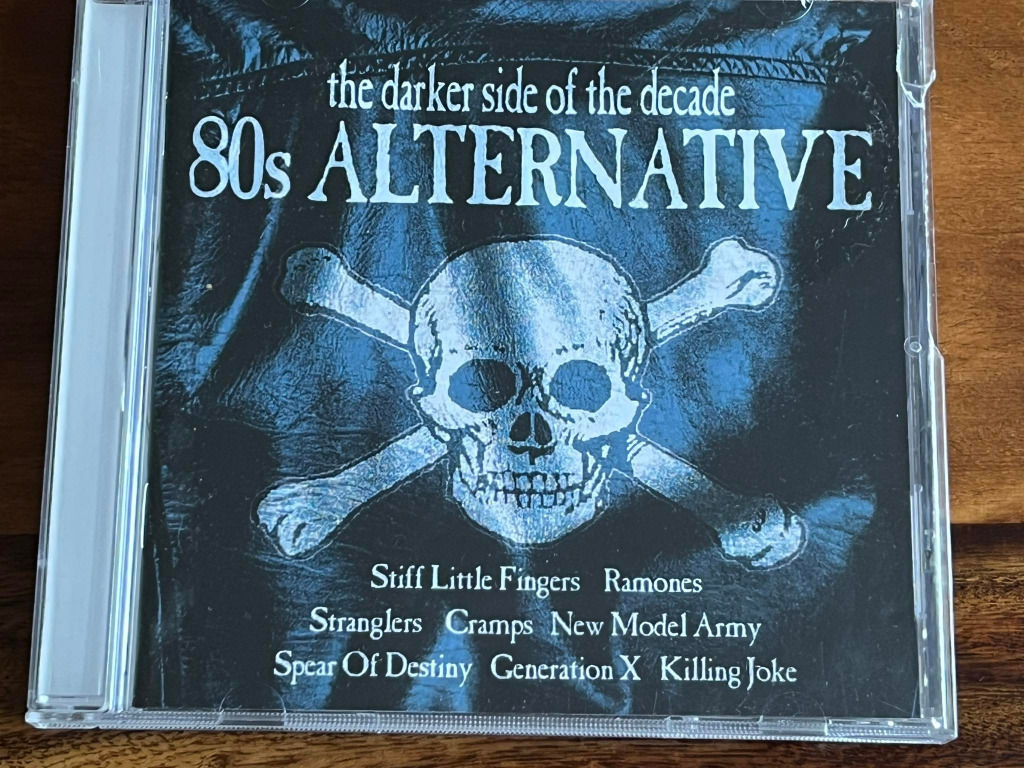 the darker side of the decade
80s ALTERNATIVE
Stiff Little Fingers Ramones
Stranglers Cramps New Model Army
Spear Of Destiny Generation X Killing Joke